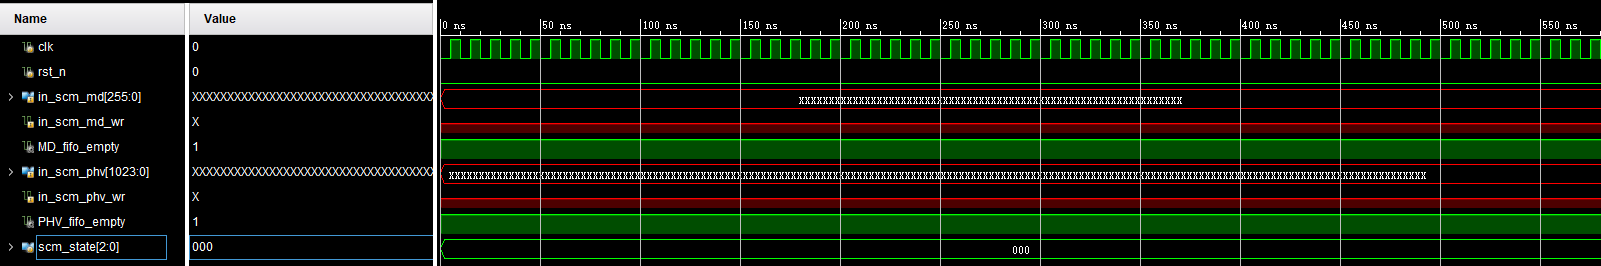 Name Value
0 ns 50 ns 100 ns 150 ns 200 ns 250 ns 300 ns 350 ns 400 ns 450 ns 500 ns 550 ns
clk 0
rst_n 0
in_scm_md[255:0]
in_scm_md_wr X
MD_fifo_empty 1
in_scm_phv[1023:0]
in_scm_phv_wr X
PHV_fifo_empty 1
scm_state[2:0] 000 000